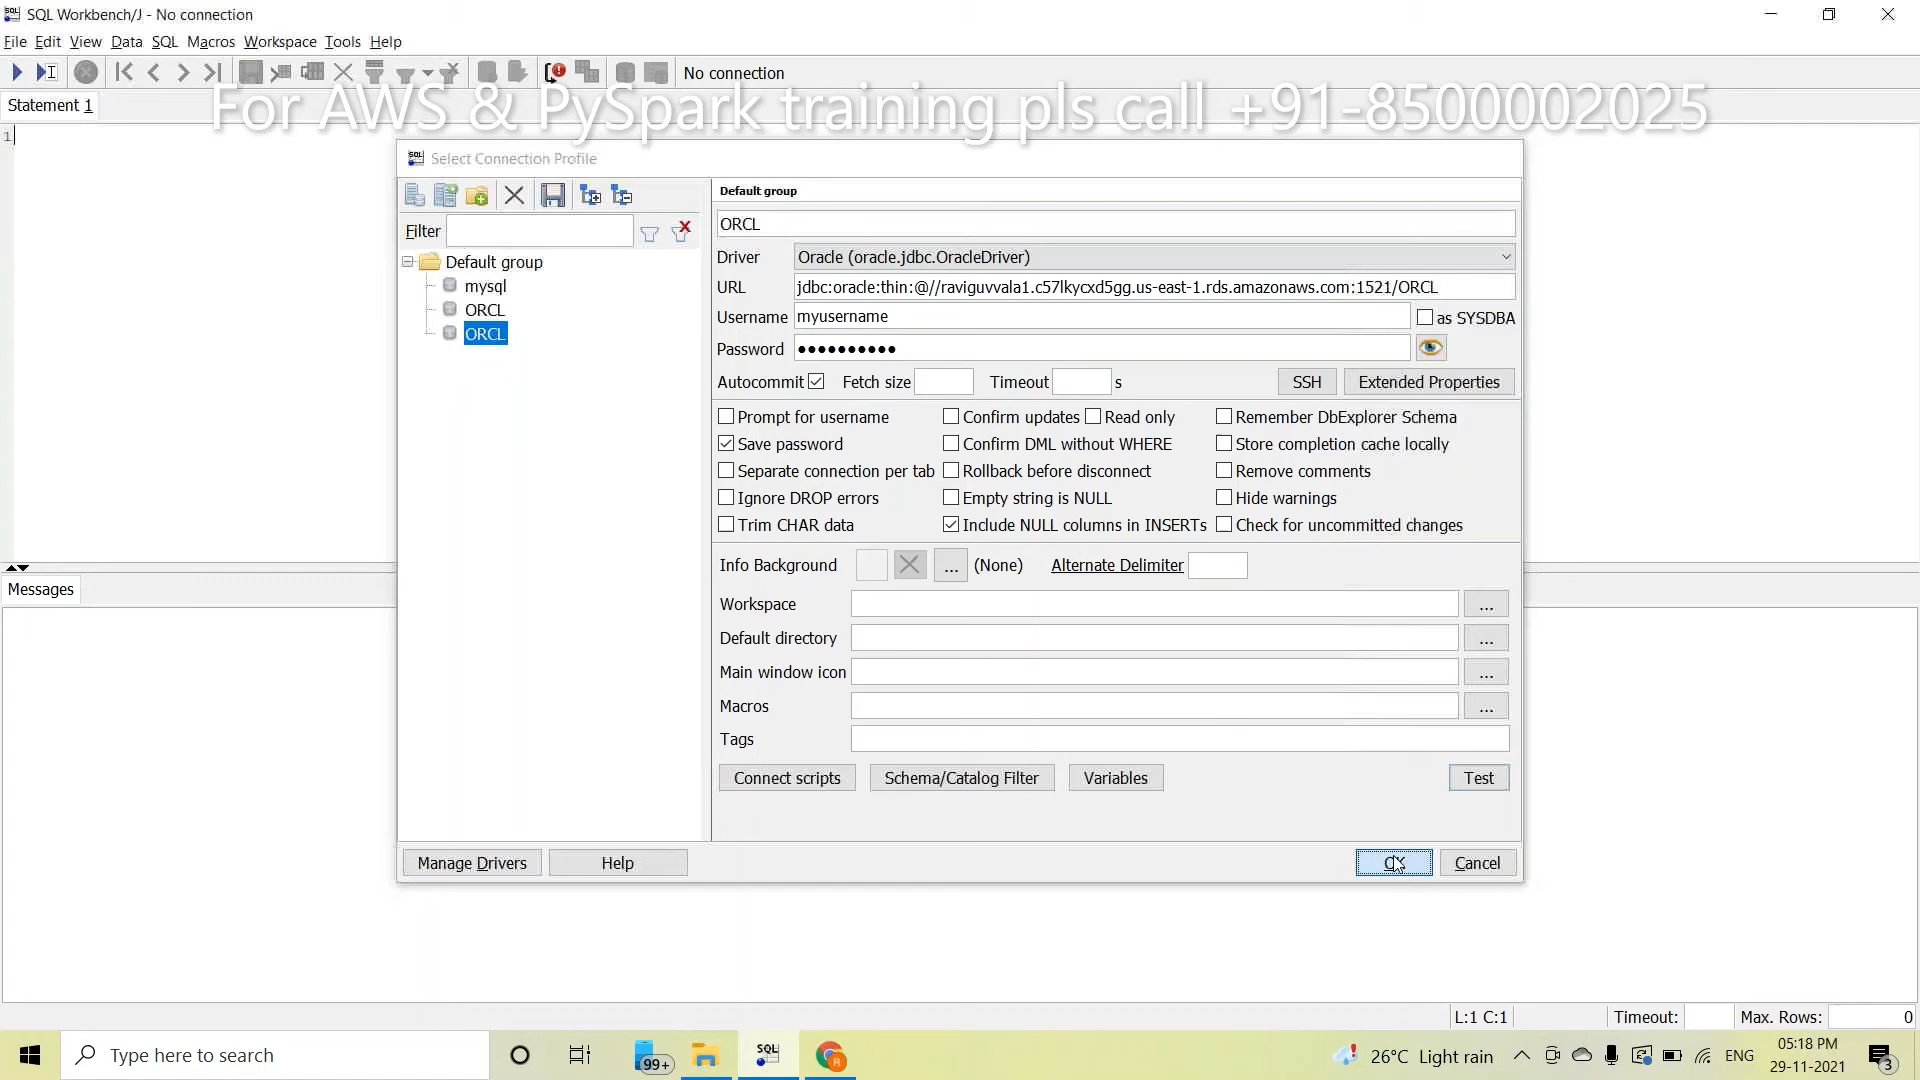 SQL Workbench/J - No connection
File Edit View Data SQL Macros Workspace Tools Help
No connection
Statement 1
For AWS & PySpark training pls call +91-8500002025
1
Select Connection Profile
Default group
Filter
ORCL
Default group
mysql
ORCL
ORCL
Driver Oracle (oracle.jdbc.OracleDriver)
URL jdbc:oracle:thin:@//raviguvvala1.c57lkycxd5gg.us-east-1.rds.amazonaws.com:1521/ORCL
Username myusername as SYSDBA
Password ●●●●●●●●●●
Autocommit Fetch size Timeout s SSH Extended Properties
Prompt for username Confirm updates Read only Remember DbExplorer Schema
Save password Confirm DML without WHERE Store completion cache locally
Separate connection per tab Rollback before disconnect Remove comments
Ignore DROP errors Empty string is NULL Hide warnings
Trim CHAR data Include NULL columns in INSERTs Check for uncommitted changes
Info Background ... (None) Alternate Delimiter
Messages
Workspace ...
Default directory ...
Main window icon ...
Macros ...
Tags
Connect scripts Schema/Catalog Filter Variables Test
Manage Drivers Help OK Cancel
L:1 C:1 Timeout: Max. Rows: 0
Type here to search 99+ SQL R 26°C Light rain ENG 05:18 PM
29-11-2021 3